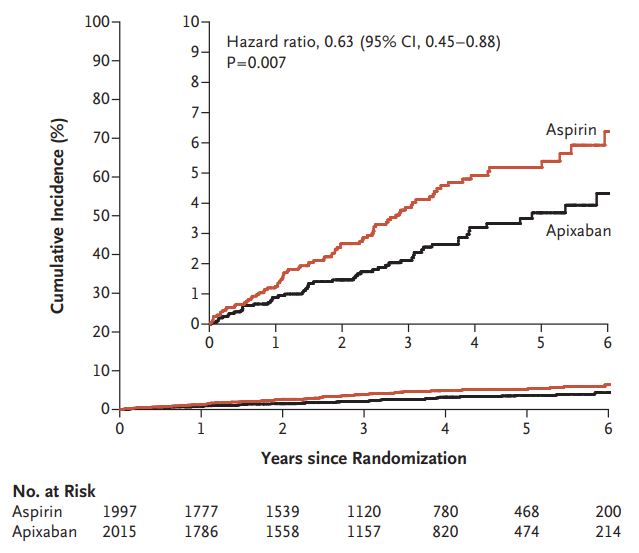 Cumulative Incidence (%)
100
90
80
70
60
50
40
30
20
10
0
10
9
8
7
6
5
4
3
2
1
0
Hazard ratio, 0.63 (95% CI, 0.45–0.88)
P=0.007
Aspirin
Apixaban
0 1 2 3 4 5 6
0 1 2 3 4 5 6
Years since Randomization
No. at Risk
Aspirin 1997 1777 1539 1120 780 468 200
Apixaban 2015 1786 1558 1157 820 474 214